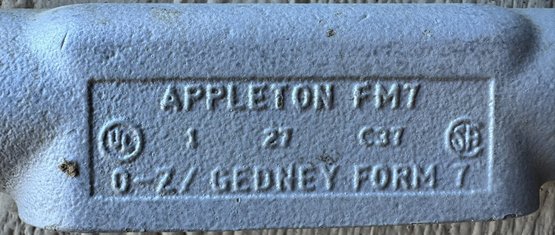 APPLETON FM7
UL 1 27 C37 SA
O-Z/ GEDNEY FORM 7